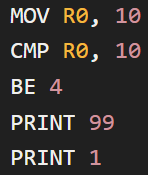 MOV R0, 10
CMP R0, 10
BE 4
PRINT 99
PRINT 1